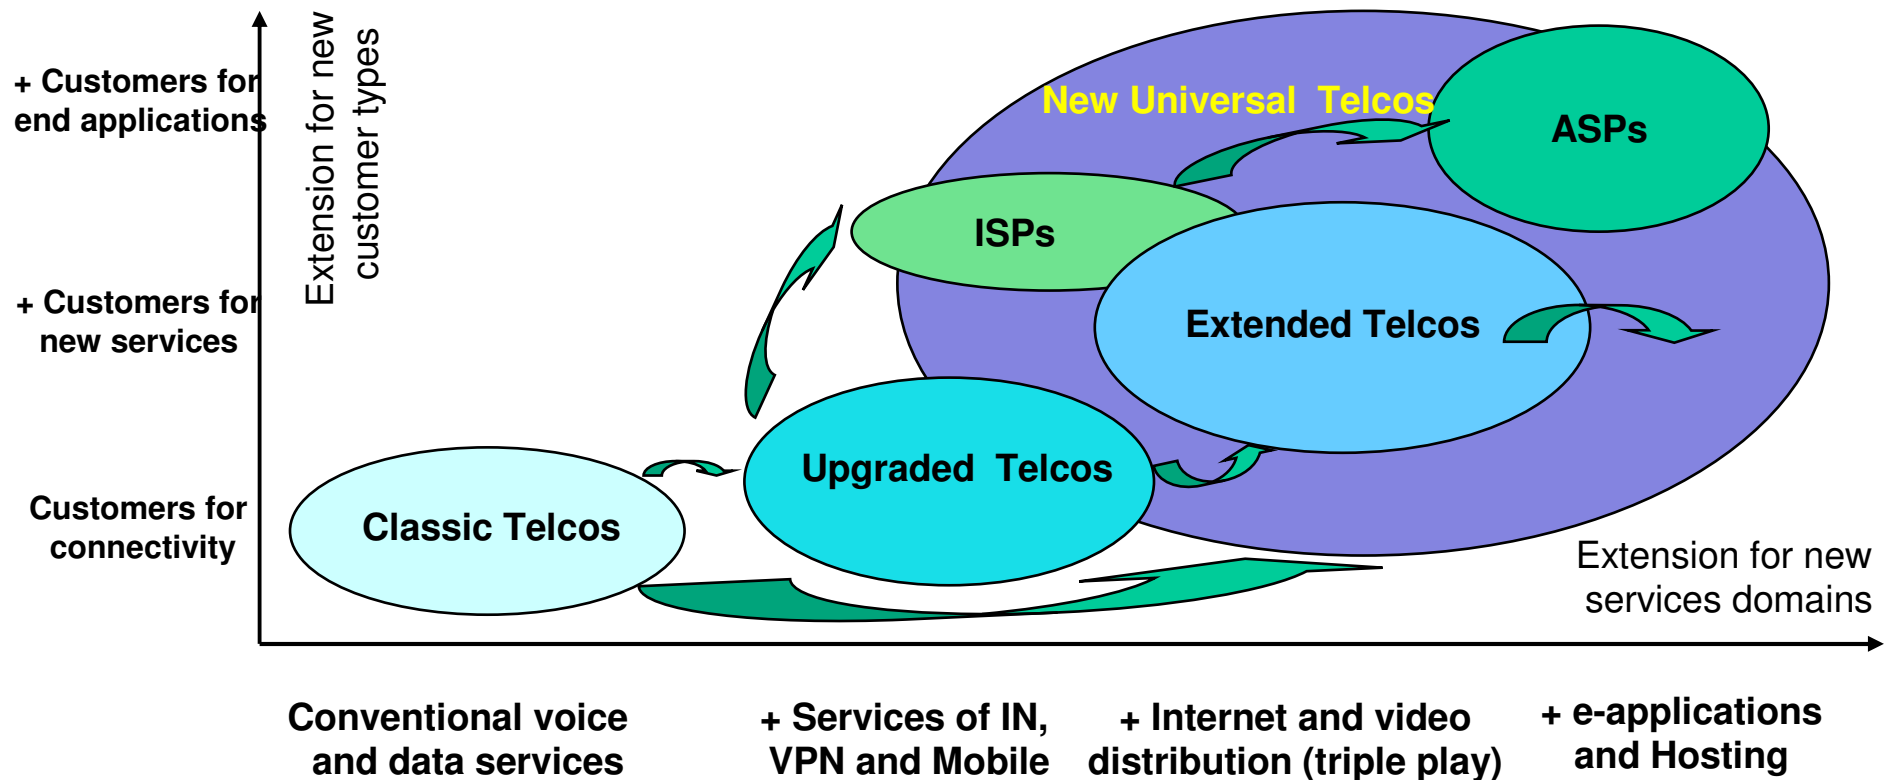 + Customers for
end applications
Extension for new
customer types
New Universal Telcos
ASPs
ISPs
+ Customers for
new services
Extended Telcos
Upgraded Telcos
Customers for
connectivity
Classic Telcos
Extension for new
services domains
Conventional voice
and data services
+ Services of IN,
VPN and Mobile
+ Internet and video
distribution (triple play)
+ e-applications
and Hosting